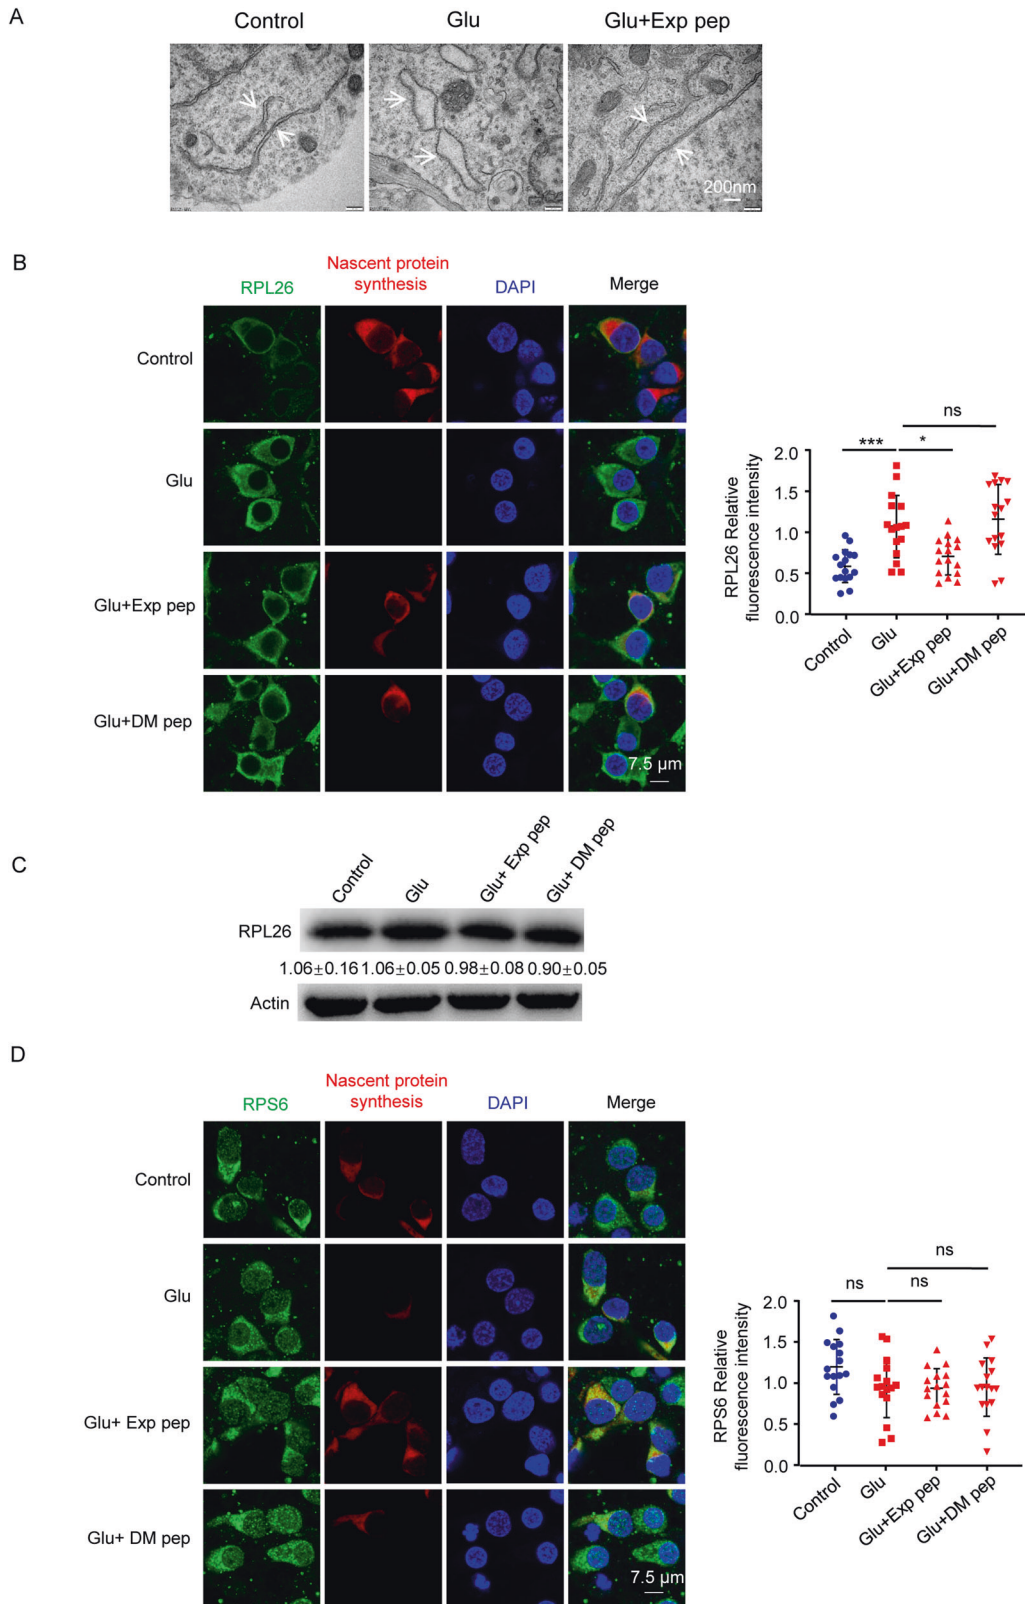 A
Control
Glu
Glu+Exp pep
200nm
B
RPL26
Nascent protein
synthesis
DAPI
Merge
Control
Glu
Glu+Exp pep
Glu+DM pep
7.5 μm
RPL26 Relative
fluorescence intensity
2.0
1.5
1.0
0.5
0.0
ns
***
*
Control
Glu
Glu+Exp pep
Glu+DM pep
C
Control
Glu
Glu+ Exp pep
Glu+ DM pep
RPL26
1.06±0.16 1.06±0.05 0.98±0.08 0.90±0.05
Actin
D
RPS6
Nascent protein
synthesis
DAPI
Merge
Control
Glu
Glu+ Exp pep
Glu+ DM pep
7.5 μm
RPS6 Relative
fluorescence intensity
2.0
1.5
1.0
0.5
0.0
ns
ns
ns
Control
Glu
Glu+Exp pep
Glu+DM pep